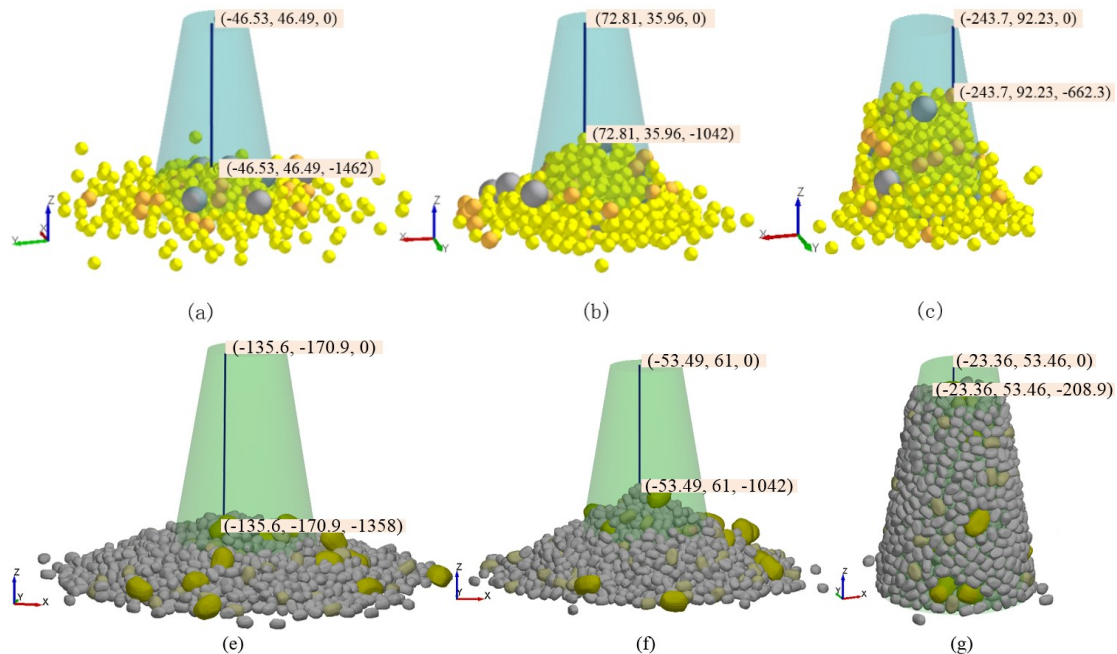 (-46.53, 46.49, 0)
(-46.53, 46.49, -1462)
Z
Y
X
(a)
(72.81, 35.96, 0)
(72.81, 35.96, -1042)
Z
X
Y
(b)
(-243.7, 92.23, 0)
(-243.7, 92.23, -662.3)
Z
X
Y
(c)
(-135.6, -170.9, 0)
(-135.6, -170.9, -1358)
Z
Y
X
(e)
(-53.49, 61, 0)
(-53.49, 61, -1042)
Z
Y
X
(f)
(-23.36, 53.46, 0)
(-23.36, 53.46, -208.9)
Z
Y
X
(g)